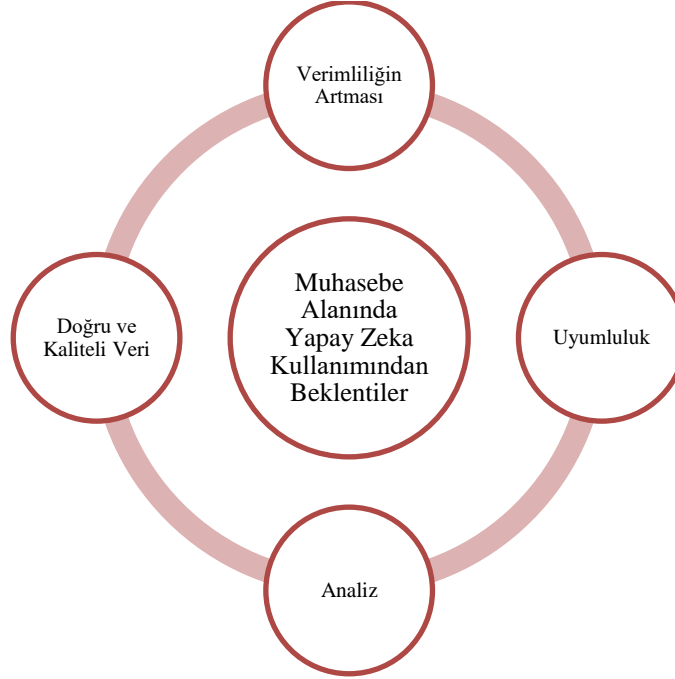 Verimliliğin
Artması
Doğru ve
Kaliteli Veri
Muhasebe
Alanında
Yapay Zeka
Kullanımından
Beklentiler
Uyumluluk
Analiz